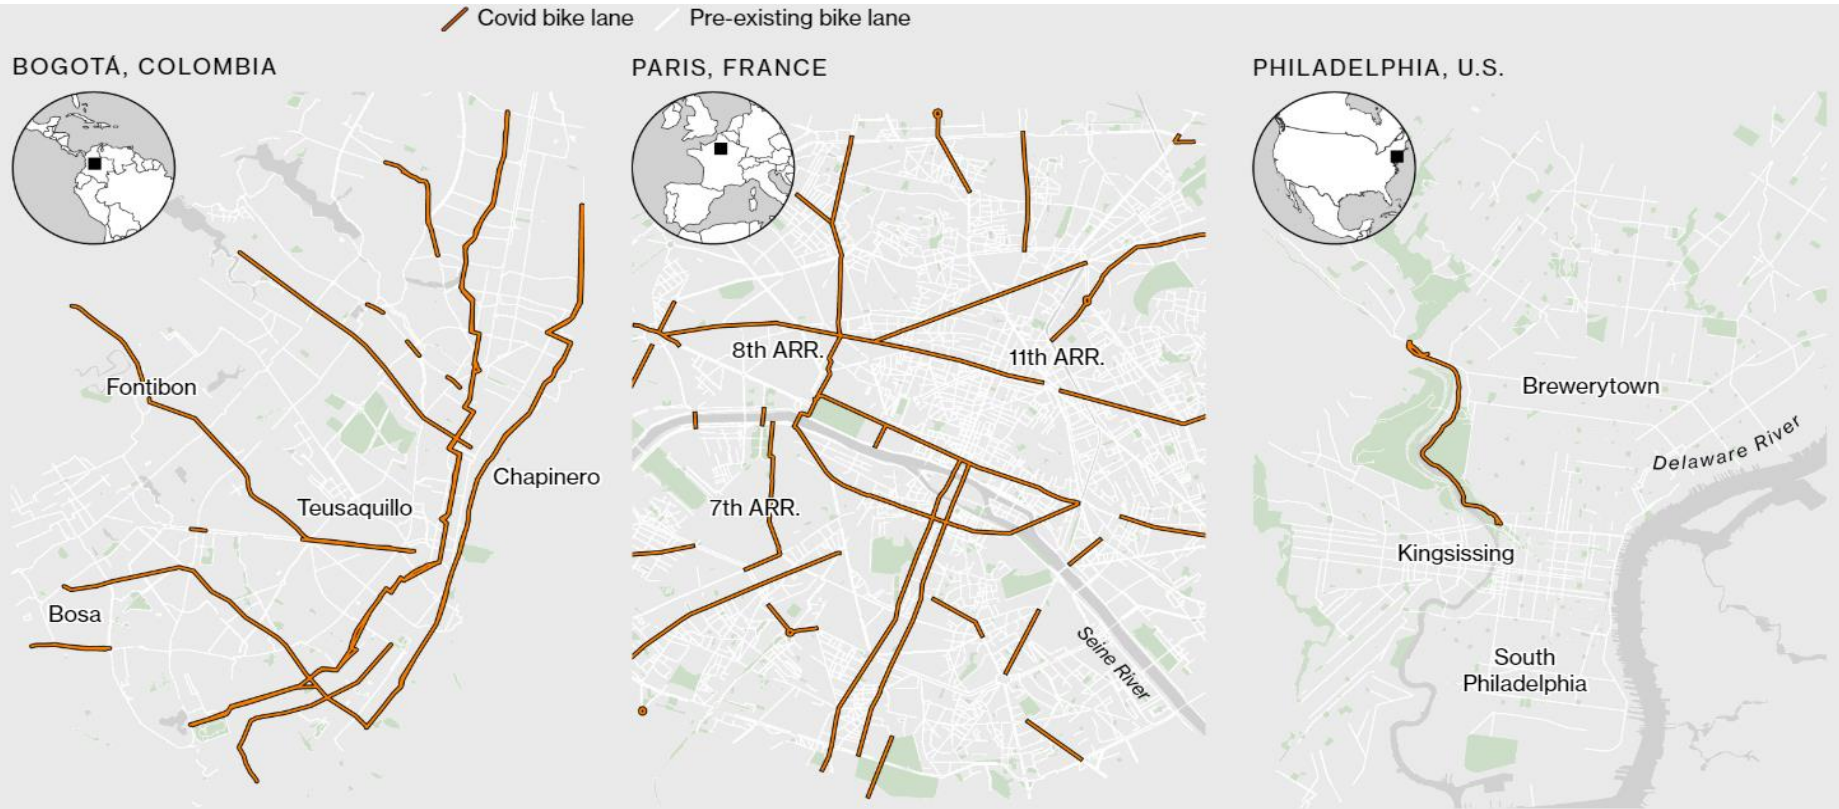 Covid bike lane
Pre-existing bike lane
BOGOTÁ, COLOMBIA
Fontibon
Chapinero
Teusaquillo
Bosa
PARIS, FRANCE
8th ARR.
11th ARR.
7th ARR.
Seine River
PHILADELPHIA, U.S.
Brewerytown
Delaware River
Kingsissing
South
Philadelphia